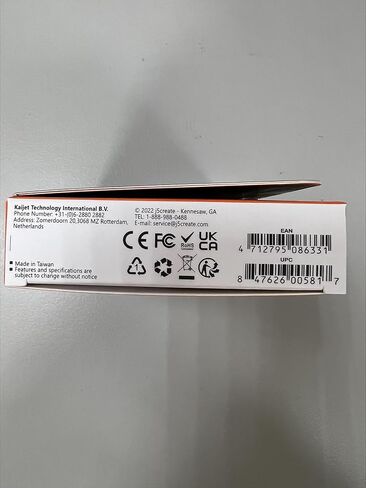 Kaijet Technology International B.V.
Phone Number: +31-(0)6-2880 2882
Address: Zomerdoorn 20,3068 MZ Rotterdam,
Netherlands
© 2022 j5create - Kennesaw, GA
TEL: 1-888-988-0488
E-mail: service@j5create.com
CE FC RoHS UK
CA
EAN
4 712795 086331
UPC
8 47626 00581 7
■ Made in Taiwan
■ Features and specifications are
subject to change without notice